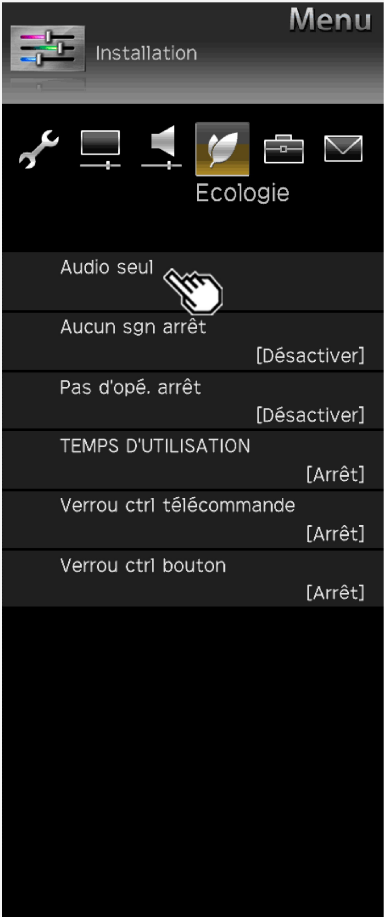 Menu
Installation
Ecologie
Audio seul
Aucun sgn arrêt
[Désactiver]
Pas d'opé. arrêt
[Désactiver]
TEMPS D'UTILISATION
[Arrêt]
Verrou ctrl télécommande
[Arrêt]
Verrou ctrl bouton
[Arrêt]